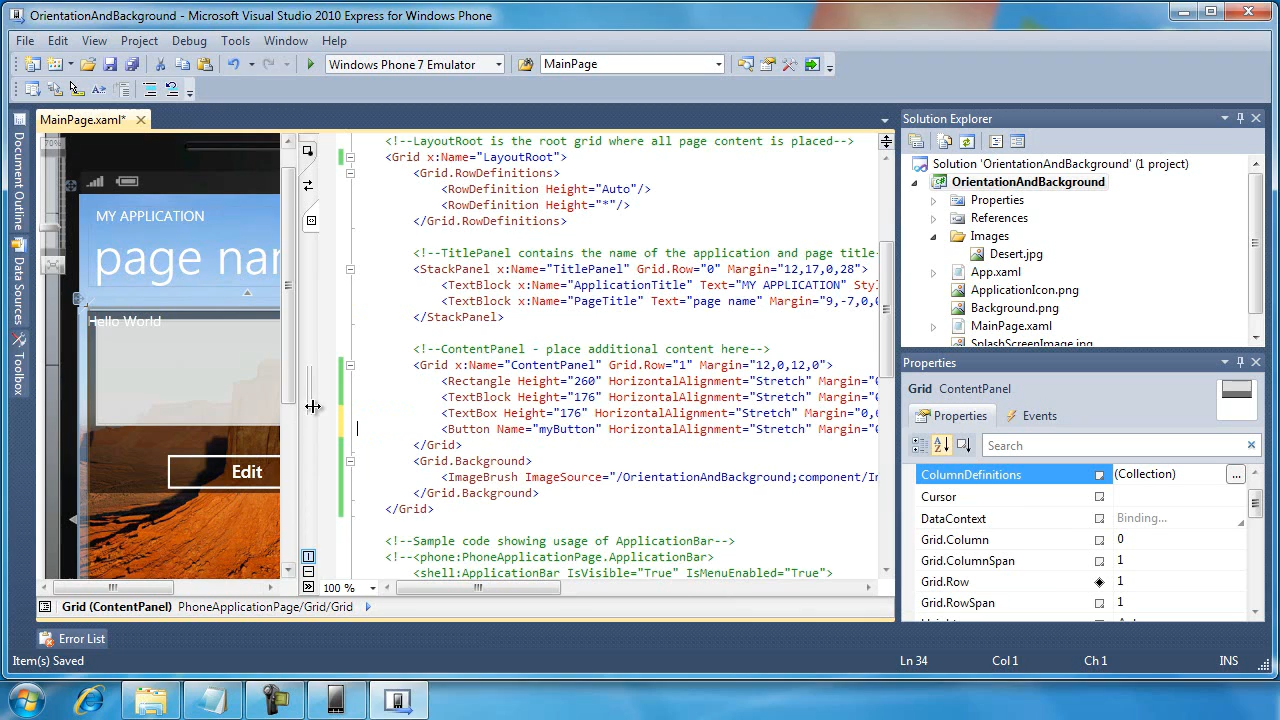 OrientationAndBackground - Microsoft Visual Studio 2010 Express for Windows Phone
File Edit View Project Debug Tools Window Help
Windows Phone 7 Emulator MainPage
MainPage.xaml*
Document Outline
Data Sources
Toolbox
70%
MY APPLICATION
page nam
Hello World
Edit
<!--LayoutRoot is the root grid where all page content is placed-->
<Grid x:Name="LayoutRoot">
<Grid.RowDefinitions>
<RowDefinition Height="Auto"/>
<RowDefinition Height="*"/>
</Grid.RowDefinitions>
<!--TitlePanel contains the name of the application and page title-
<StackPanel x:Name="TitlePanel" Grid.Row="0" Margin="12,17,0,28">
<TextBlock x:Name="ApplicationTitle" Text="MY APPLICATION" Styl
<TextBlock x:Name="PageTitle" Text="page name" Margin="9,-7,0,0
</StackPanel>
<!--ContentPanel - place additional content here-->
<Grid x:Name="ContentPanel" Grid.Row="1" Margin="12,0,12,0">
<Rectangle Height="260" HorizontalAlignment="Stretch" Margin="0
<TextBlock Height="176" HorizontalAlignment="Stretch" Margin="0
<TextBox Height="176" HorizontalAlignment="Stretch" Margin="0,0
<Button Name="myButton" HorizontalAlignment="Stretch" Margin="0
</Grid>
<Grid.Background>
<ImageBrush ImageSource="/OrientationAndBackground;component/Im
</Grid.Background>
</Grid>
<!--Sample code showing usage of ApplicationBar-->
<!--<phone:PhoneApplicationPage.ApplicationBar>
<shell:ApplicationBar IsVisible="True" IsMenuEnabled="True">
100 %
Grid (ContentPanel) PhoneApplicationPage/Grid/Grid
Solution Explorer
Solution 'OrientationAndBackground' (1 project)
OrientationAndBackground
Properties
References
Images
Desert.jpg
App.xaml
ApplicationIcon.png
Background.png
MainPage.xaml
SplashScreenImage.jpg
Properties
Grid ContentPanel
Properties Events
Search
ColumnDefinitions (Collection) ...
Cursor
DataContext Binding...
Grid.Column 0
Grid.ColumnSpan 1
Grid.Row 1
Grid.RowSpan 1
Error List
Item(s) Saved Ln 34 Col 1 Ch 1 INS